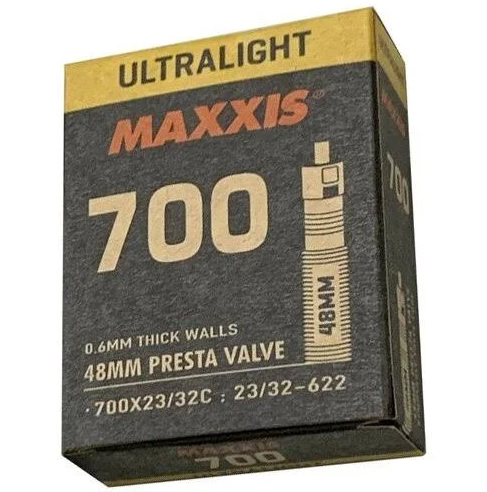 ULTRALIGHT
MAXXIS®
700
48MM
0.6MM THICK WALLS
48MM PRESTA VALVE
·700X23/32C : 23/32-622
700
MAXXIS
700